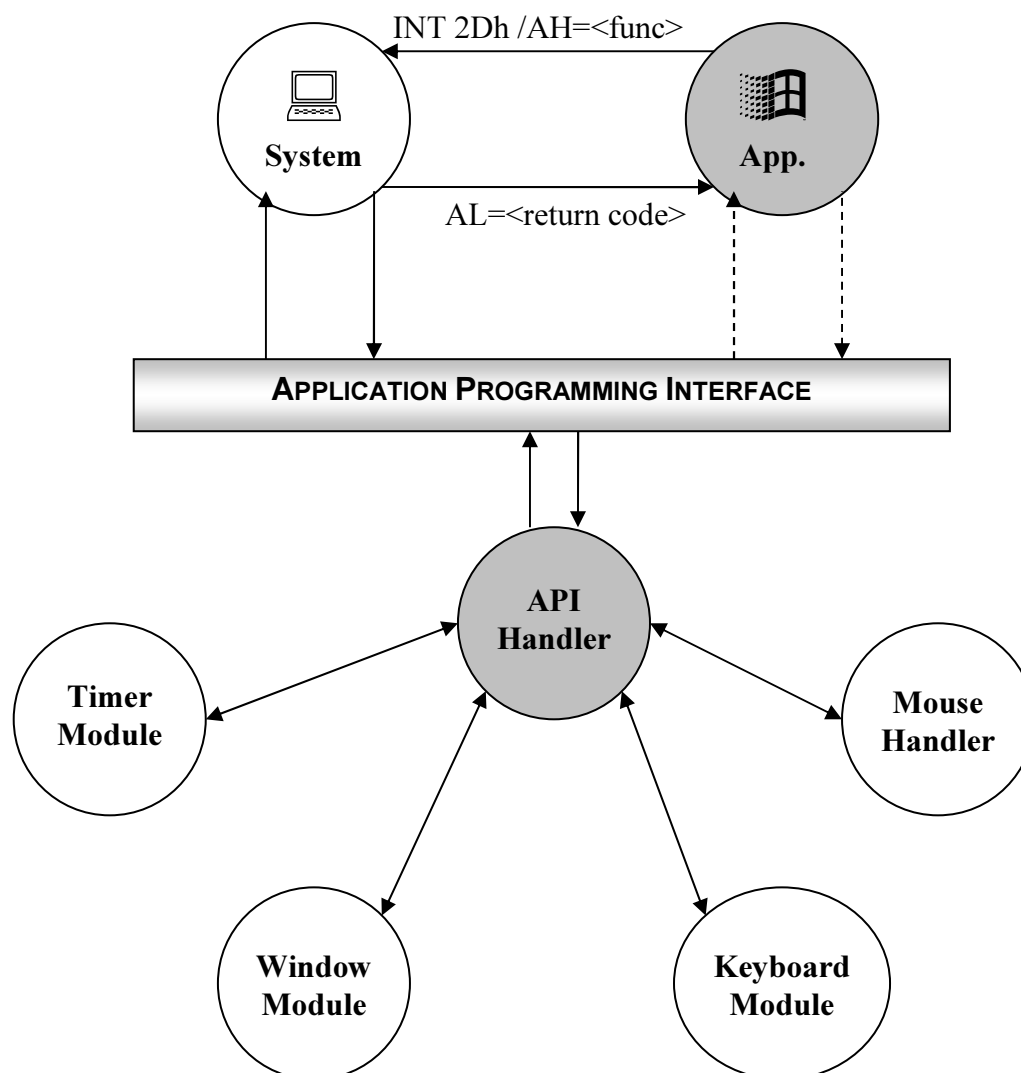 INT 2Dh /AH=<func>
System
App.
AL=<return code>
APPLICATION PROGRAMMING INTERFACE
API
Handler
Timer
Module
Mouse
Handler
Window
Module
Keyboard
Module